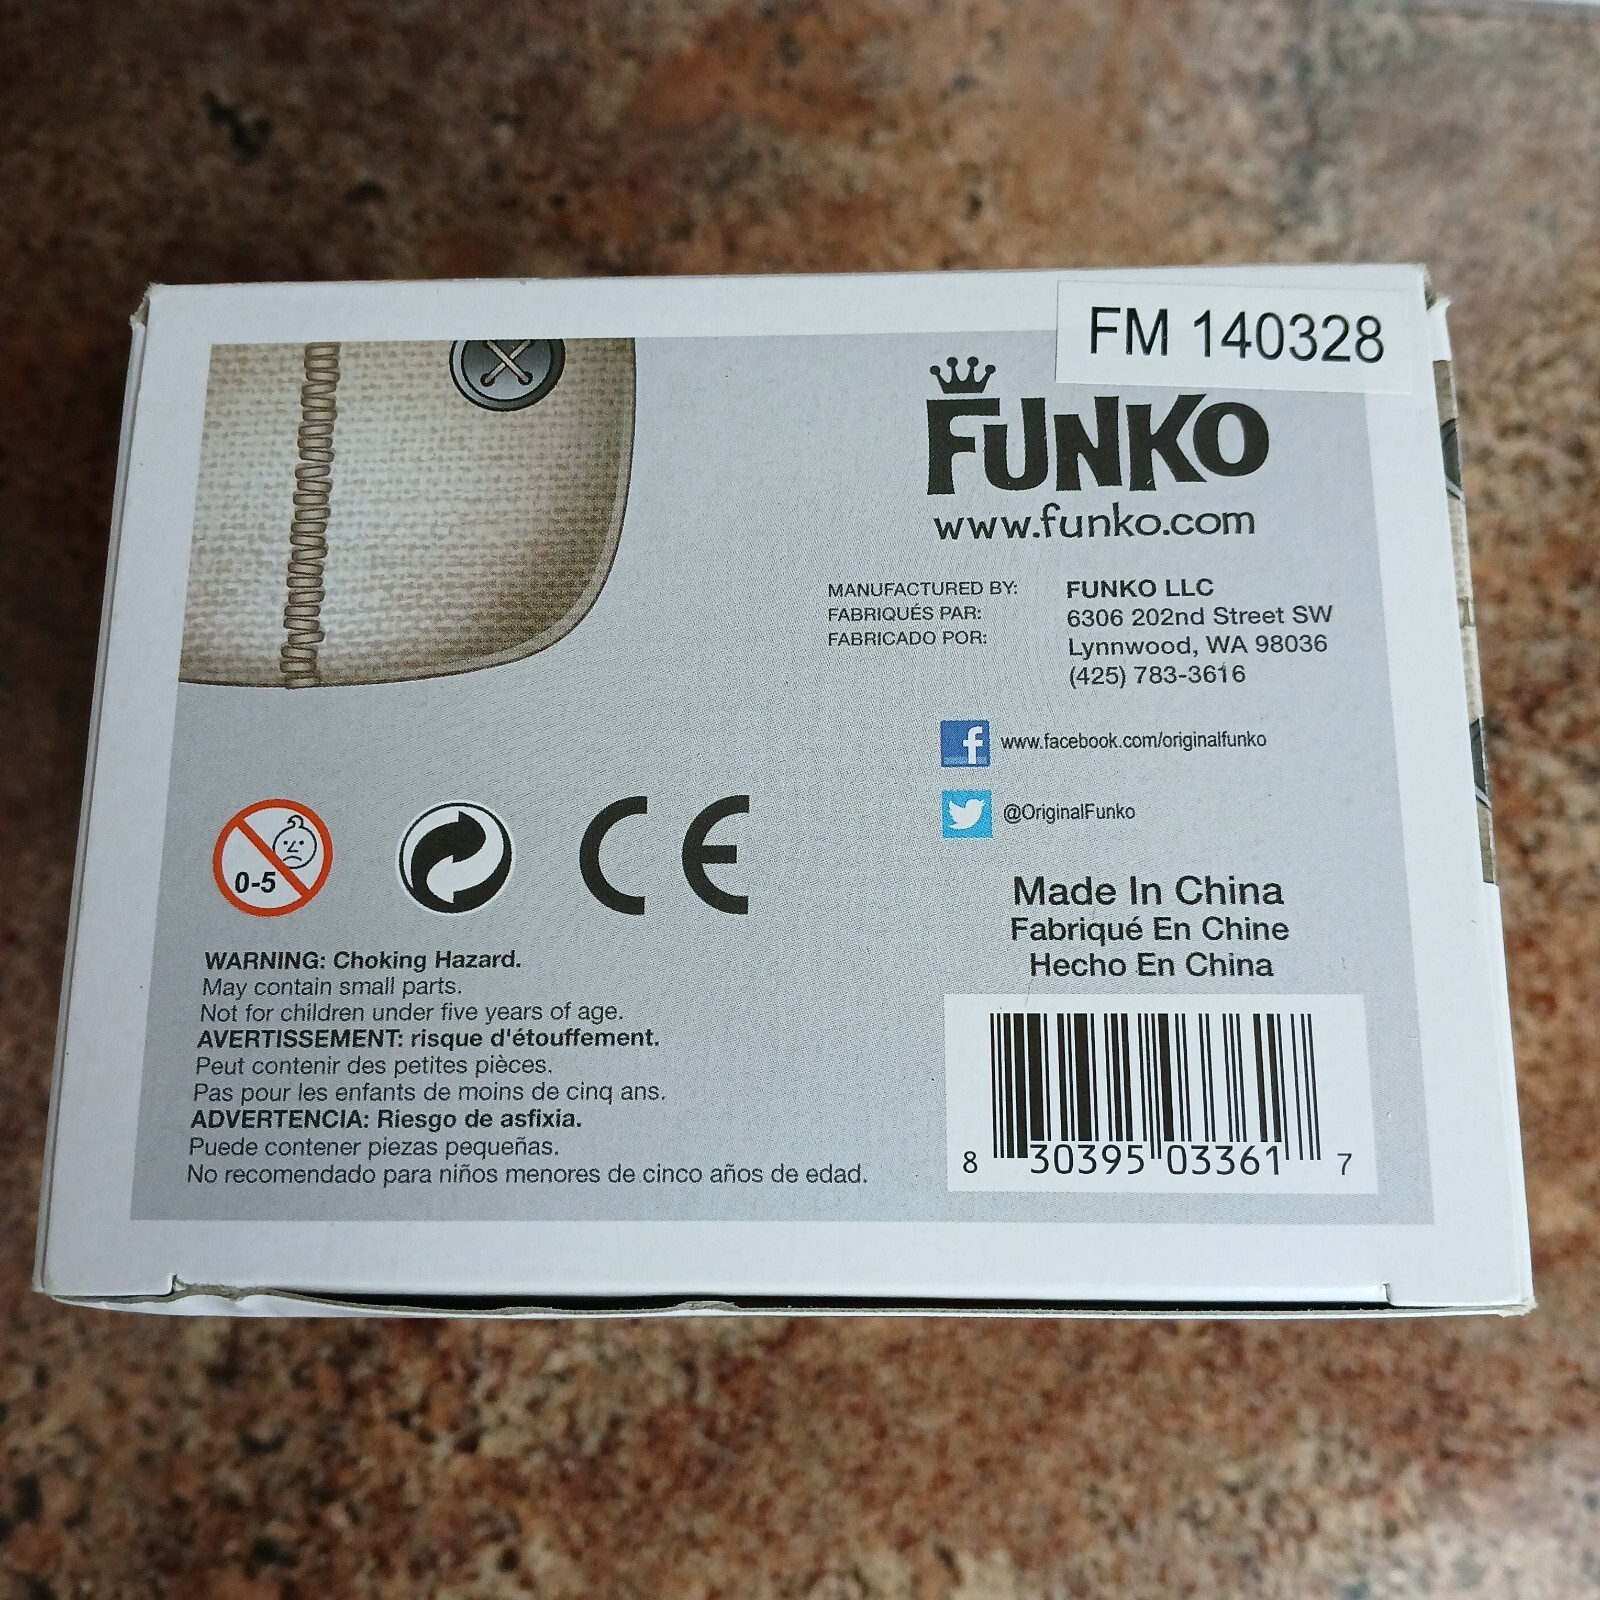 FM 140328
FUNKO
www.funko.com
MANUFACTURED BY:
FABRIQUÉS PAR:
FABRICADO POR:
FUNKO LLC
6306 202nd Street SW
Lynnwood, WA 98036
(425) 783-3616
www.facebook.com/originalfunko
@OriginalFunko
0-5
CE
WARNING: Choking Hazard.
May contain small parts.
Not for children under five years of age.
AVERTISSEMENT: risque d'étouffement.
Peut contenir des petites pièces.
Pas pour les enfants de moins de cinq ans.
ADVERTENCIA: Riesgo de asfixia.
Puede contener piezas pequeñas.
No recomendado para niños menores de cinco años de edad.
Made In China
Fabriqué En Chine
Hecho En China
8 30395 03361 7